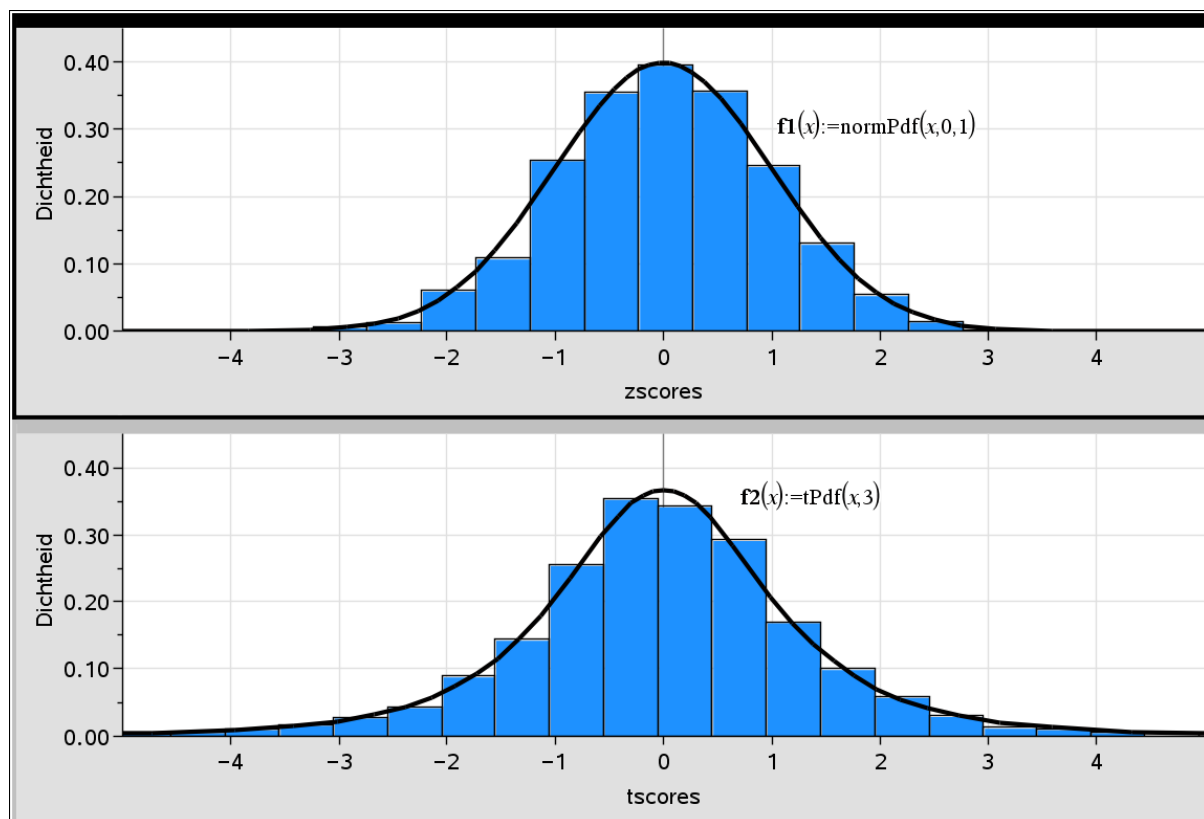 0.40
0.30
0.20
0.10
0.00
Dichtheid
f1(x):=normPdf(x,0,1)
−4 −3 −2 −1 0 1 2 3 4
zscores
0.40
0.30
0.20
0.10
0.00
Dichtheid
f2(x):=tPdf(x,3)
−4 −3 −2 −1 0 1 2 3 4
tscores